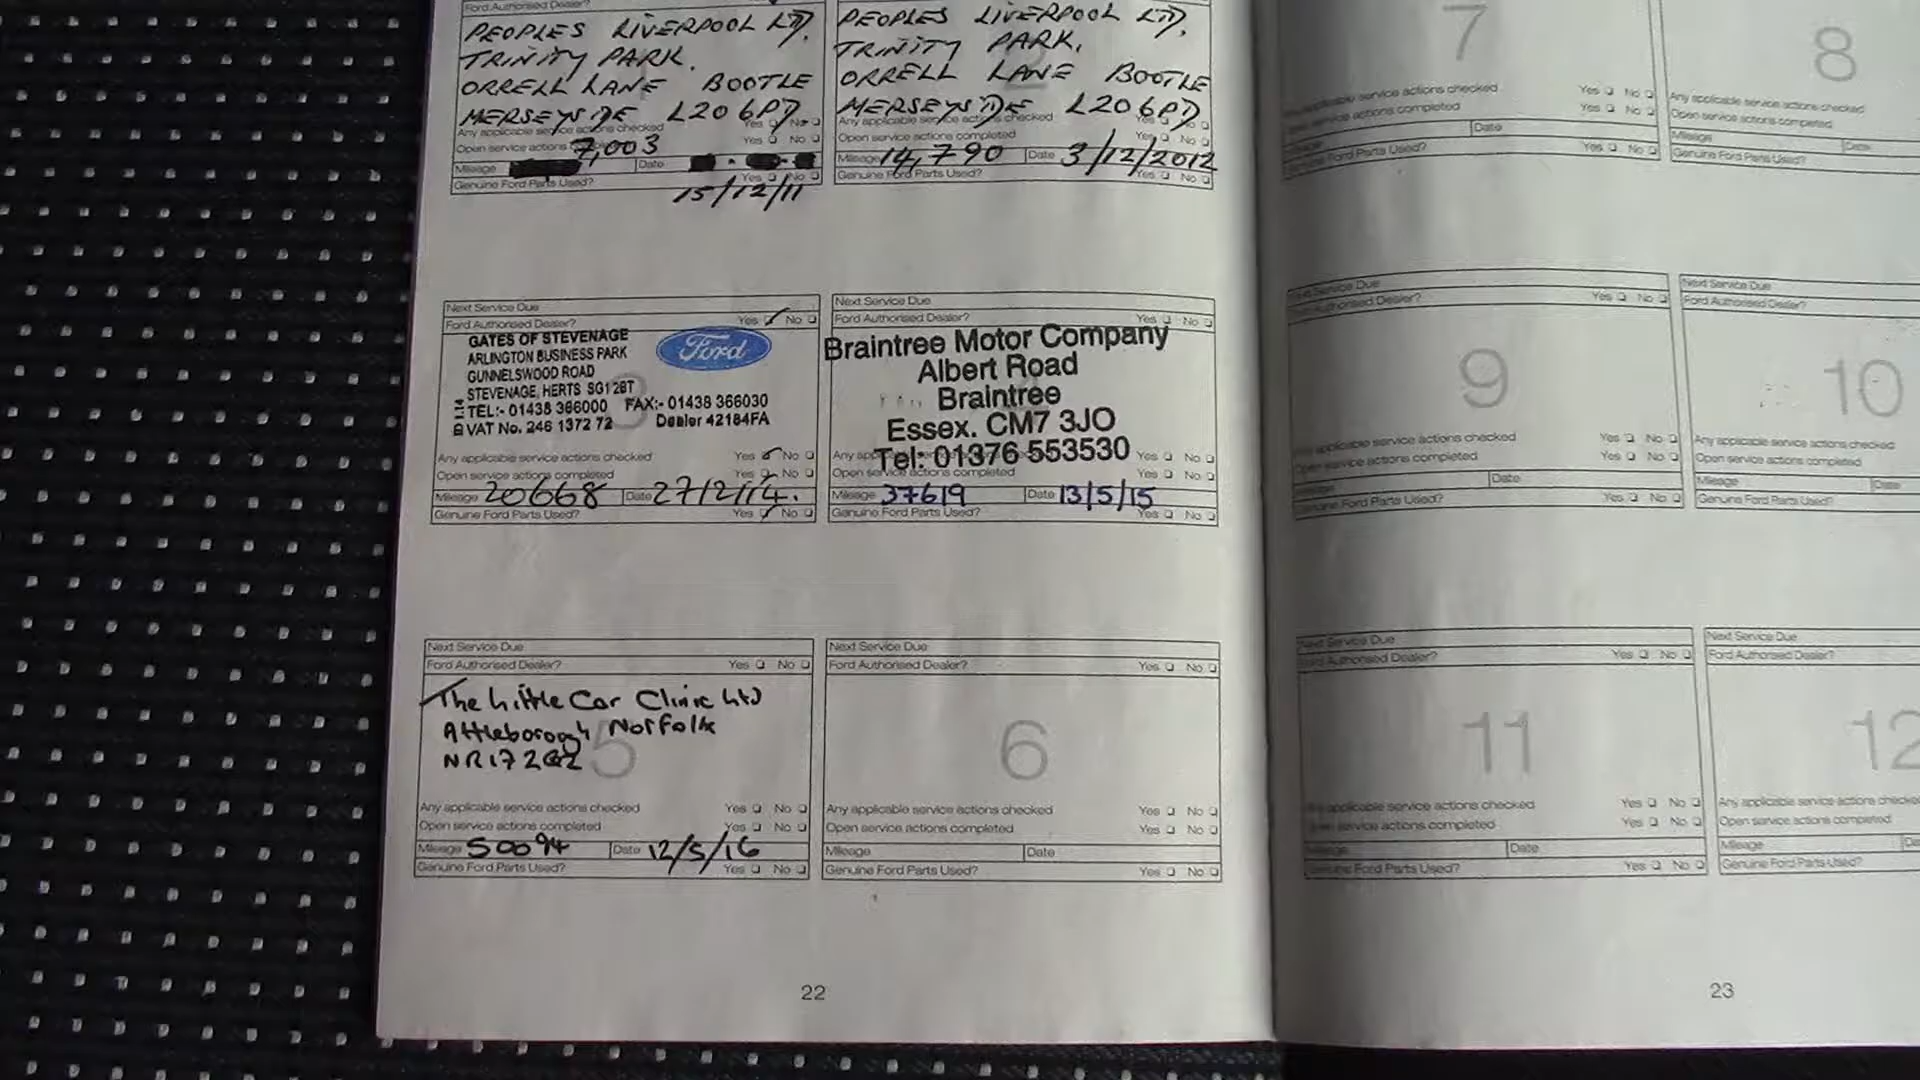 Ford Authorised Dealer?
PEOPLES LIVERPOOL LTD,
TRINITY PARK.
ORRELL LANE BOOTLE
MERSEYSIDE L20 6PD
Any applicable service actions checked Yes No
Open service actions Yes No
7,003
Mileage Date
Genuine Ford Parts Used? Yes No
15/12/11
PEOPLES LIVERPOOL LTD,
TRINITY PARK,
ORRELL LANE BOOTLE
MERSEYSIDE L20 6PD
Any applicable service actions checked Yes No
Open service actions completed Yes No
Mileage 14,790 Date 3/12/2012
Genuine Ford Parts Used? Yes No
Next Service Due
Ford Authorised Dealer? Yes No
GATES OF STEVENAGE
ARLINGTON BUSINESS PARK
GUNNELSWOOD ROAD
STEVENAGE, HERTS SG1 2BT
TEL:- 01438 366000 FAX:- 01438 366030
VAT No. 246 1372 72 Dealer 42184FA
Ford
3
Any applicable service actions checked Yes No
Open service actions completed Yes No
Mileage 20668 Date 27/2/14.
Genuine Ford Parts Used? Yes No
Next Service Due
Ford Authorised Dealer? Yes No
Braintree Motor Company
Albert Road
Braintree
Essex. CM7 3JO
Tel: 01376 553530
Yes No
Open service actions completed Yes No
Mileage 37619 Date 13/5/15
Genuine Ford Parts Used? Yes No
Next Service Due
Ford Authorised Dealer? Yes No
The Little Car Clinic Ltd
Attleborough Norfolk
NR17 2GZ
5
Any applicable service actions checked Yes No
Open service actions completed Yes No
Mileage 50094 Date 12/5/16
Genuine Ford Parts Used? Yes No
Next Service Due
Ford Authorised Dealer? Yes No
6
Any applicable service actions checked Yes No
Open service actions completed Yes No
Mileage Date
Genuine Ford Parts Used? Yes No
22
7
Any applicable service actions checked Yes No
Open service actions completed Yes No
Mileage Date
Genuine Ford Parts Used? Yes No
8
Any applicable service actions checked
Open service actions completed
Mileage Date
Genuine Ford Parts Used?
Next Service Due
Ford Authorised Dealer? Yes No
9
Any applicable service actions checked Yes No
Open service actions completed Yes No
Mileage Date
Genuine Ford Parts Used? Yes No
Next Service Due
Ford Authorised Dealer?
10
Any applicable service actions checked
Open service actions completed
Mileage Date
Genuine Ford Parts Used?
Next Service Due
Ford Authorised Dealer? Yes No
11
Any applicable service actions checked Yes No
Open service actions completed Yes No
Mileage Date
Genuine Ford Parts Used? Yes No
Next Service Due
Ford Authorised Dealer?
12
Any applicable service actions checked
Open service actions completed
Mileage
Genuine Ford Parts Used?
23